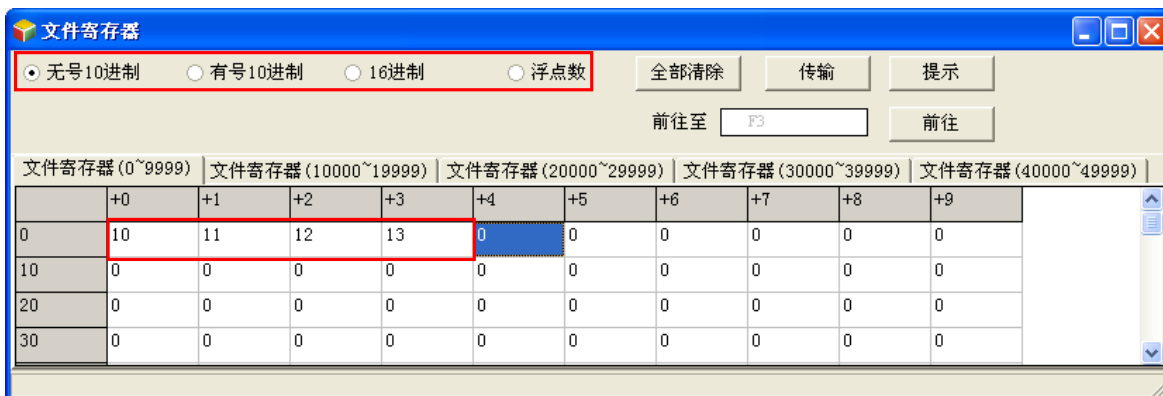 文件寄存器
无号10进制 有号10进制 16进制 浮点数 全部清除 传输 提示
前往至 F3 前往
文件寄存器(0~9999) 文件寄存器(10000~19999) 文件寄存器(20000~29999) 文件寄存器(30000~39999) 文件寄存器(40000~49999)
+0 +1 +2 +3 +4 +5 +6 +7 +8 +9
0 10 11 12 13 0 0 0 0 0 0
10 0 0 0 0 0 0 0 0 0 0
20 0 0 0 0 0 0 0 0 0 0
30 0 0 0 0 0 0 0 0 0 0